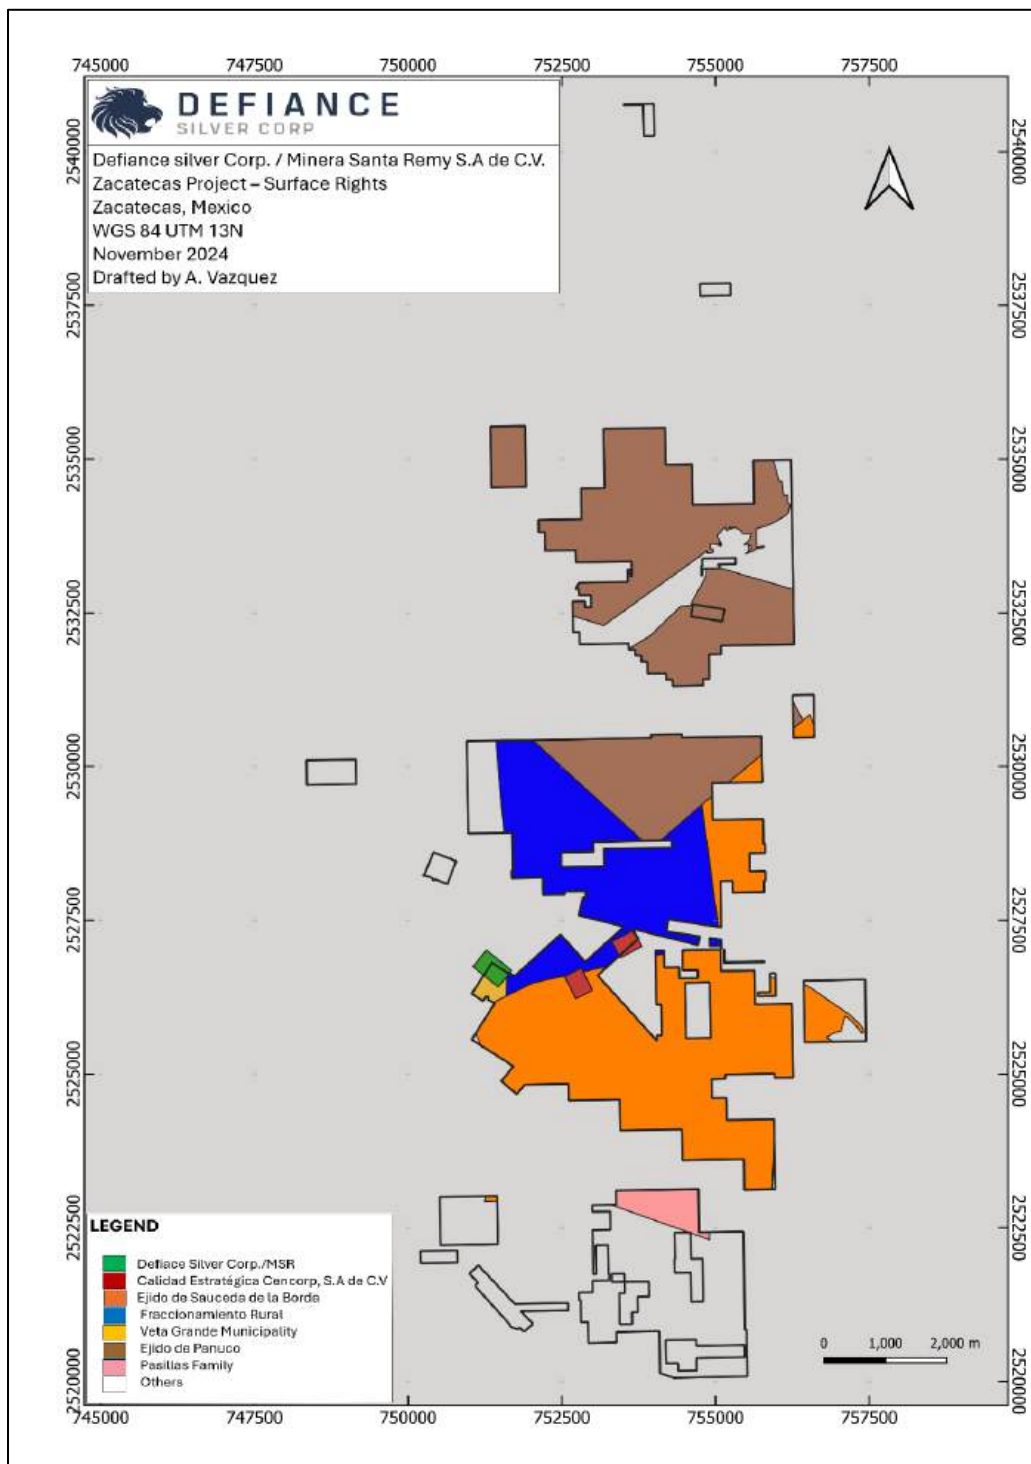 745000 747500 750000 752500 755000 757500
DEFIANCE
SILVER CORP
Defiance silver Corp. / Minera Santa Remy S.A de C.V.
Zacatecas Project – Surface Rights
Zacatecas, Mexico
WGS 84 UTM 13N
November 2024
Drafted by A. Vazquez
2540000 2540000
2537500 2537500
2535000 2535000
2532500 2532500
2530000 2530000
2527500 2527500
2525000 2525000
2522500 2522500
2520000 2520000
LEGEND
Defiace Silver Corp./MSR
Calidad Estratégica Cencorp, S.A de C.V
Ejido de Sauceda de la Borda
Fraccionamiento Rural
Veta Grande Municipality
Ejido de Panuco
Pasillas Family
Others
0 1,000 2,000 m
745000 747500 750000 752500 755000 757500